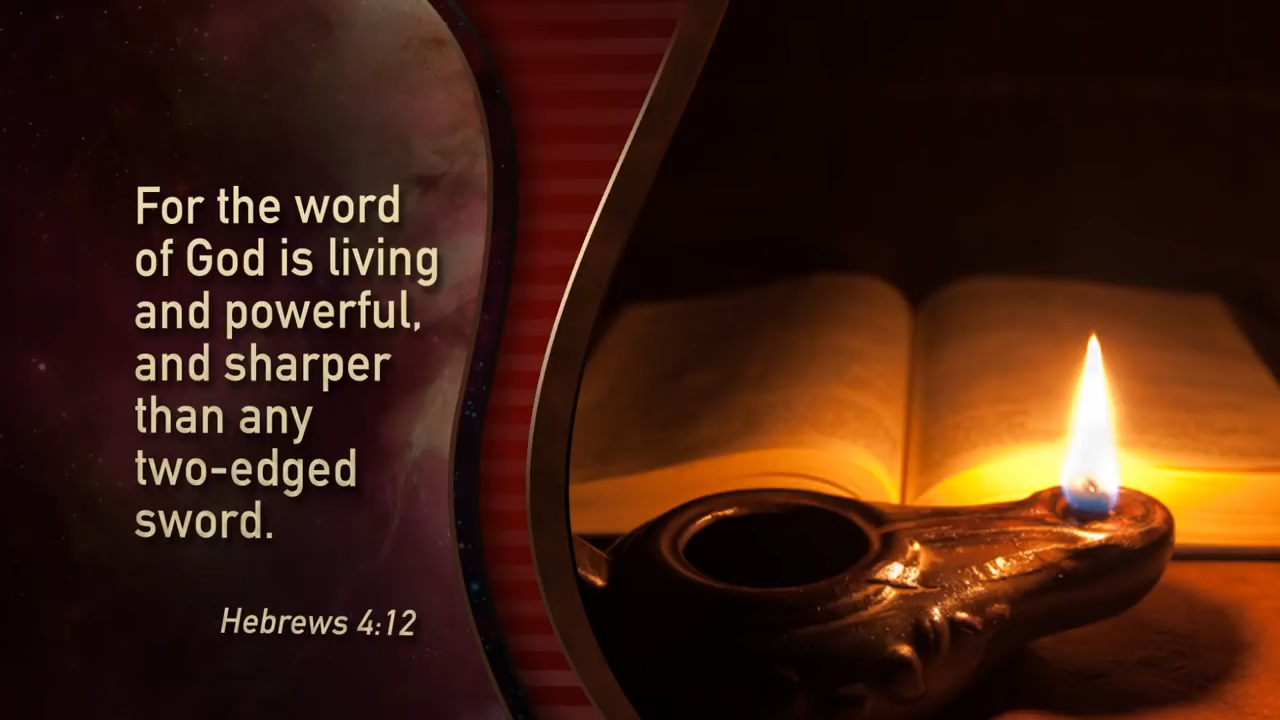 For the word
of God is living
and powerful,
and sharper
than any
two-edged
sword.
Hebrews 4:12